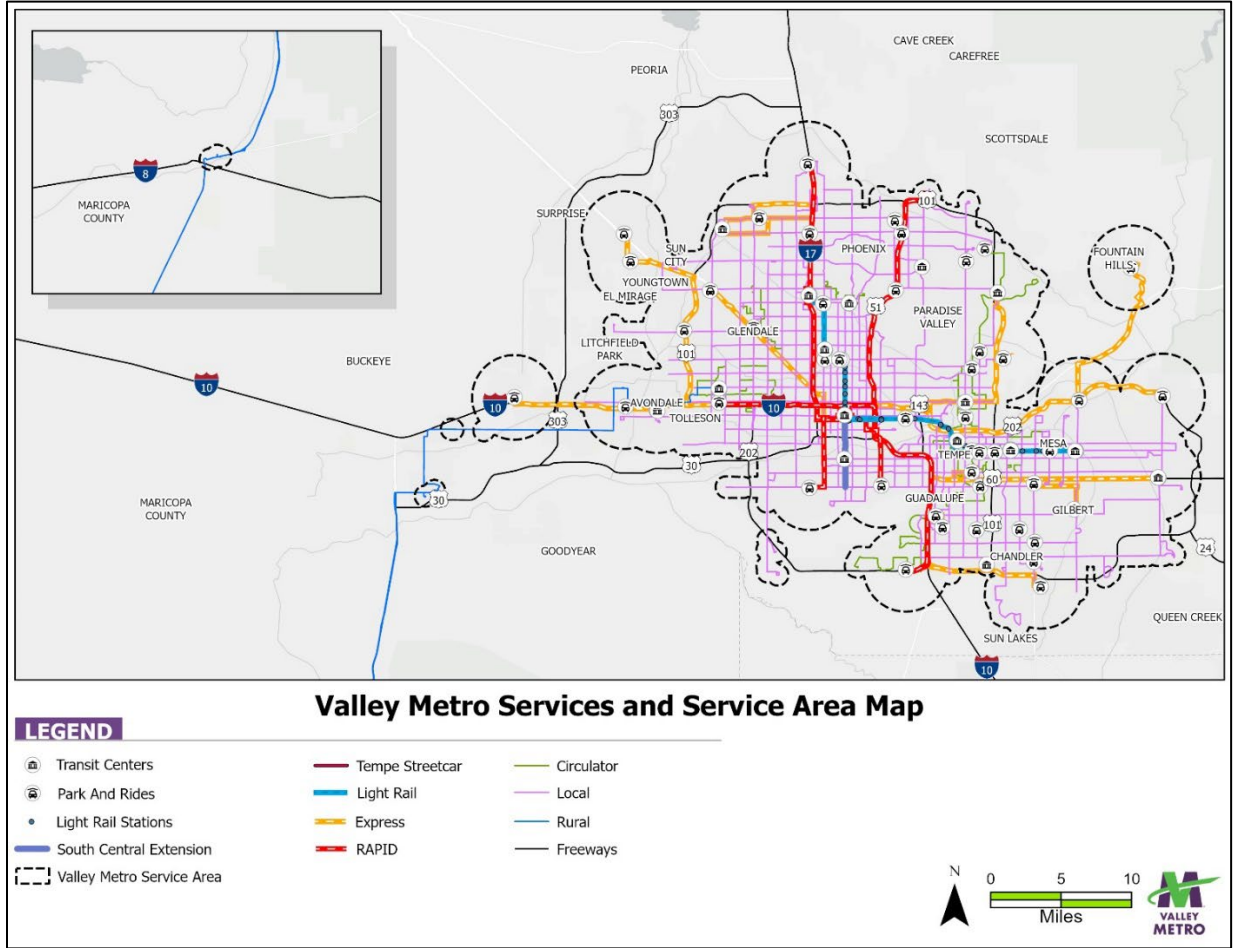 CAVE CREEK
CAREFREE
PEORIA
303
SCOTTSDALE
8
MARICOPA
COUNTY
SURPRISE
101
SUN
CITY
17
PHOENIX
FOUNTAIN
HILLS
YOUNGTOWN
EL MIRAGE
51
PARADISE
VALLEY
GLENDALE
LITCHFIELD
PARK
101
BUCKEYE
10
10
AVONDALE
TOLLESON
10
143
303
202
MESA
TEMPE
202
30
60
GUADALUPE
GILBERT
30
MARICOPA
COUNTY
101
GOODYEAR
CHANDLER
24
QUEEN CREEK
SUN LAKES
10
Valley Metro Services and Service Area Map
LEGEND
Transit Centers
Park And Rides
Light Rail Stations
South Central Extension
Valley Metro Service Area
Tempe Streetcar
Light Rail
Express
RAPID
Circulator
Local
Rural
Freeways
N
0 5 10
Miles
VALLEY
METRO